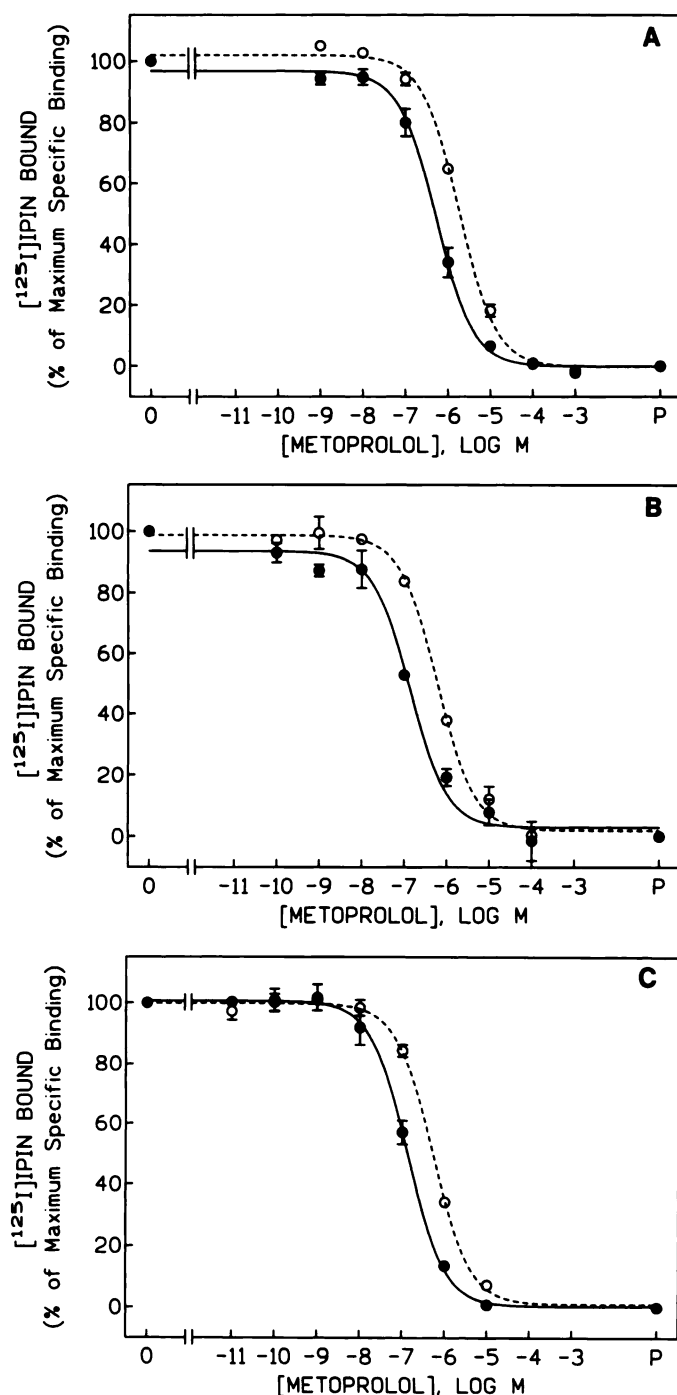 A
[¹²⁵I]IPIN BOUND
(% of Maximum Specific Binding)
100
80
60
40
20
0
0 -11 -10 -9 -8 -7 -6 -5 -4 -3 P
[METOPROLOL], LOG M
B
[¹²⁵I]IPIN BOUND
(% of Maximum Specific Binding)
100
80
60
40
20
0
0 -11 -10 -9 -8 -7 -6 -5 -4 -3 P
[METOPROLOL], LOG M
C
[¹²⁵I]IPIN BOUND
(% of Maximum Specific Binding)
100
80
60
40
20
0
0 -11 -10 -9 -8 -7 -6 -5 -4 -3 P
[METOPROLOL], LOG M